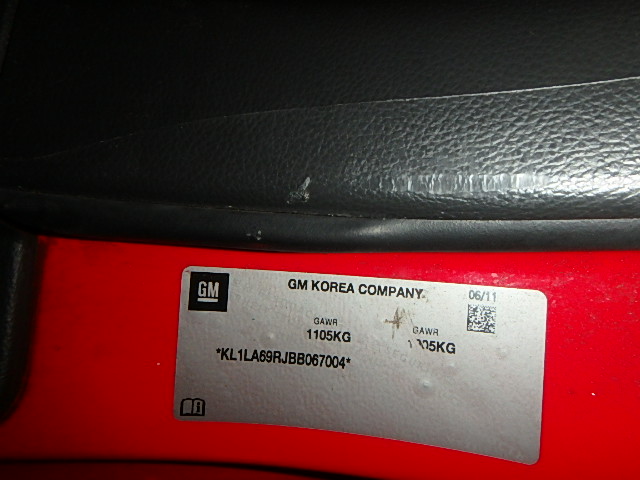 GM
GM KOREA COMPANY
06/11
GAWR
1105KG
GAWR
*KL1LA69RJBB067004*